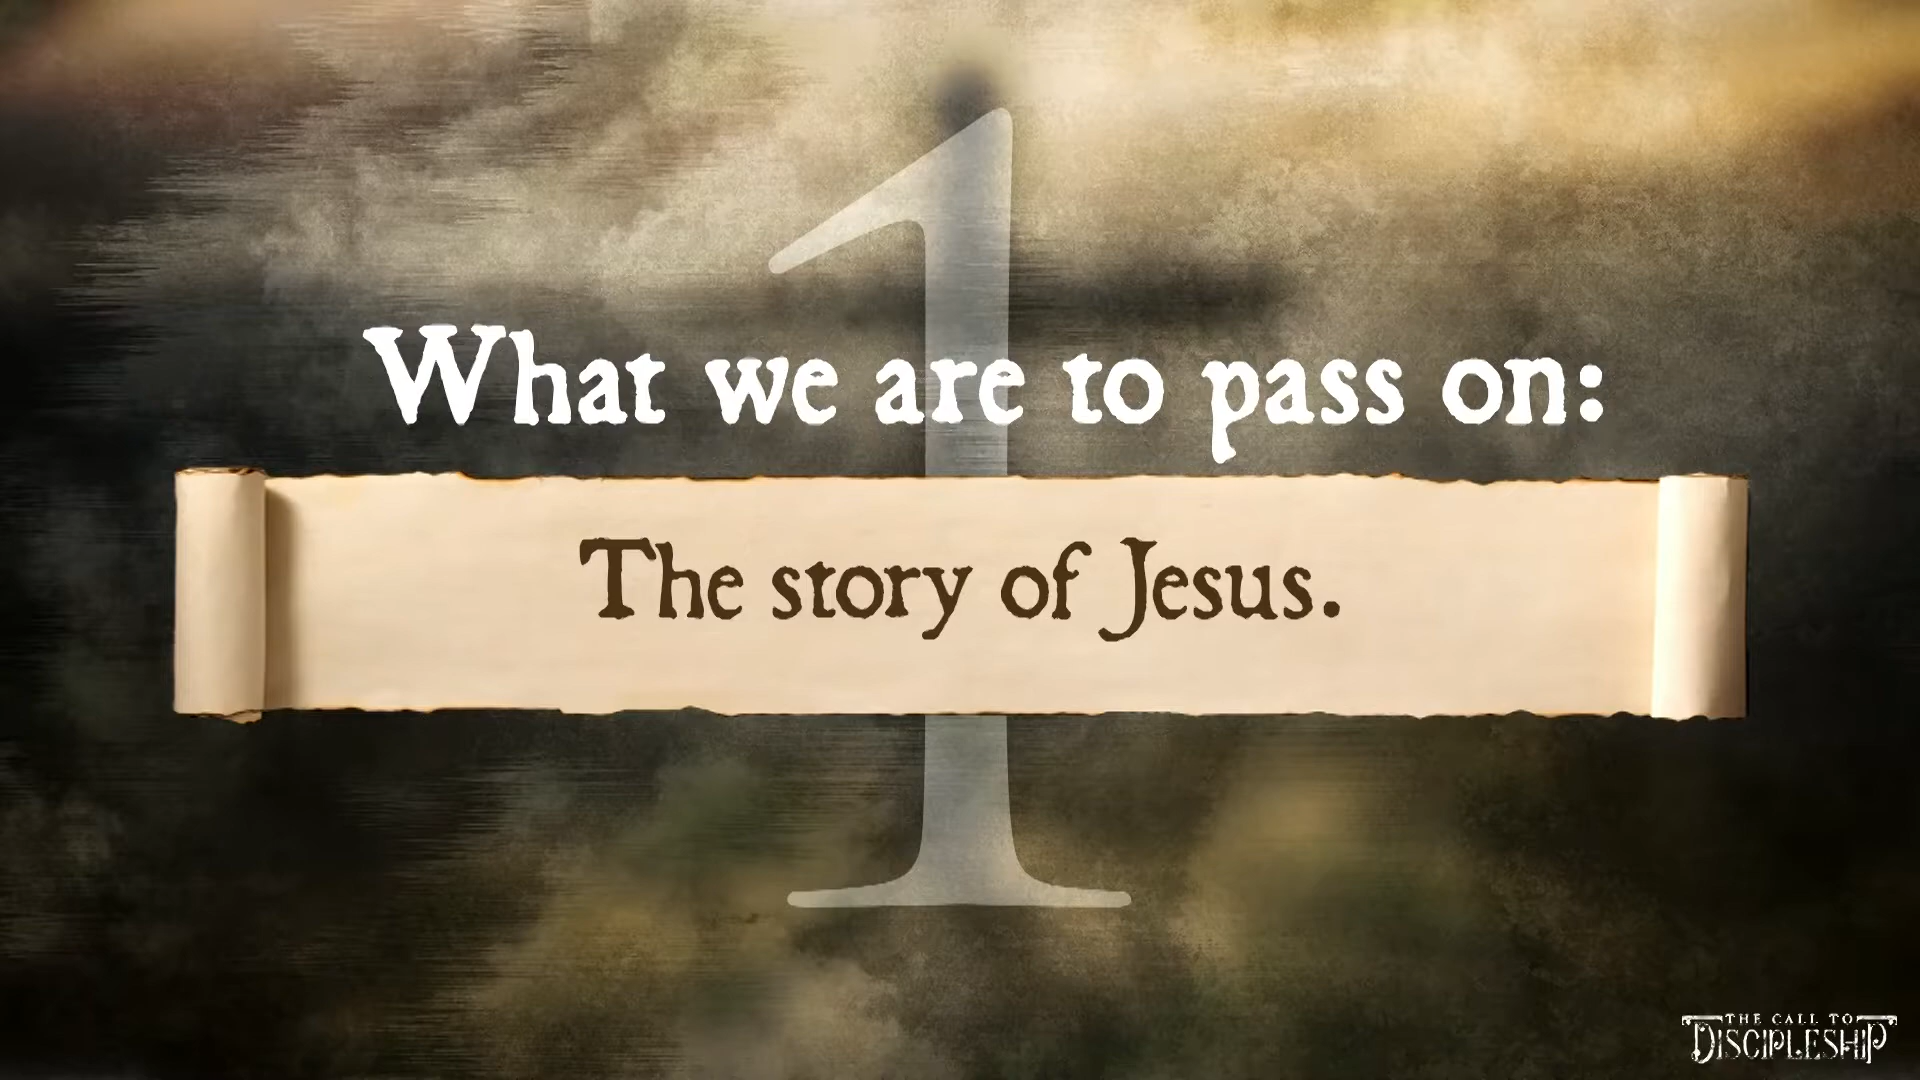 1
What we are to pass on:
The story of Jesus.
THE CALL TO
DISCIPLESHIP